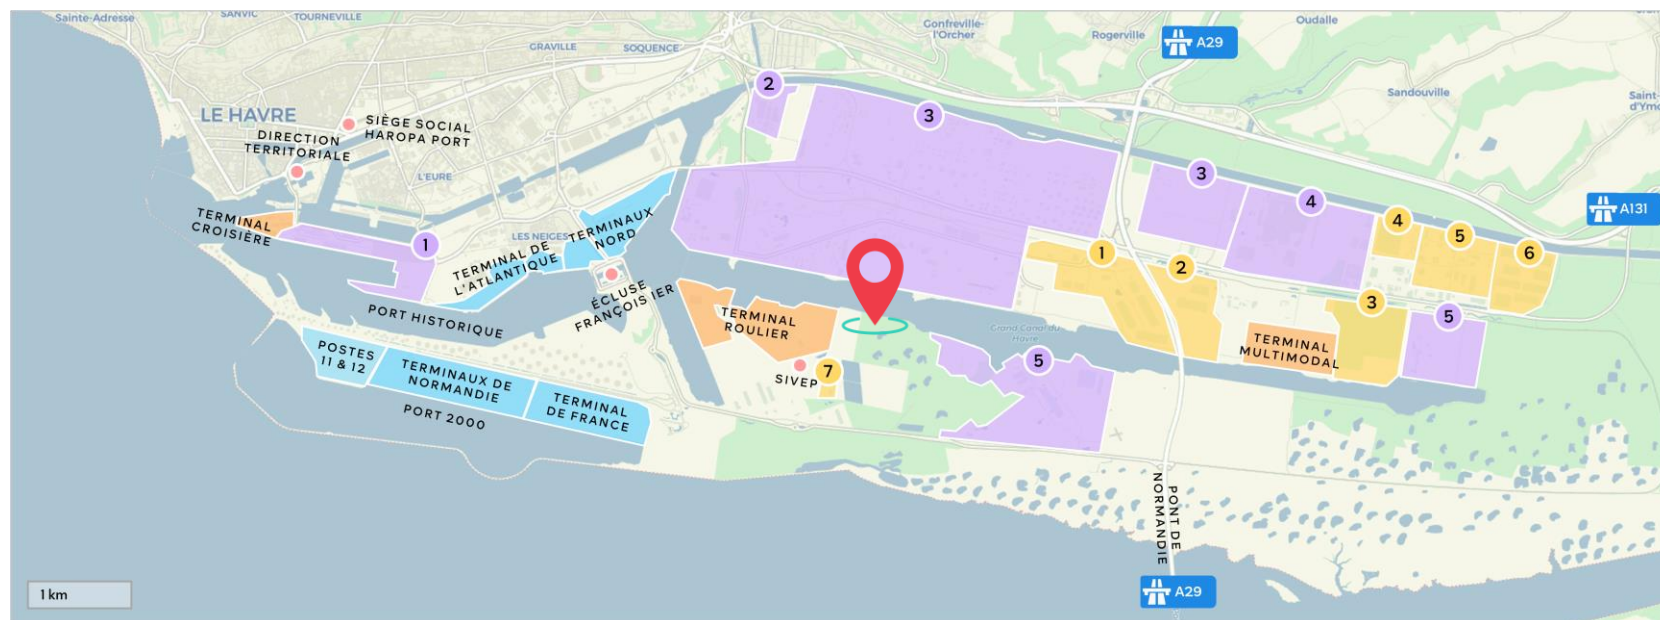 Sainte-Adresse
SANVIC
TOURNEVILLE
GRAVILLE
SOQUENCE
Gonfreville-
l'Orcher
Rogerville
A29
Oudalle
Sandouville
Saint-
d'Ymo
A131
LE HAVRE
SIÈGE SOCIAL
HAROPA PORT
DIRECTION
TERRITORIALE
L'EURE
2
3
3
4
4
5
6
TERMINAL
CROISIÈRE
1
LES NEIGES
TERMINAUX
NORD
TERMINAL DE
L'ATLANTIQUE
ÉCLUSE
FRANÇOIS IER
PORT HISTORIQUE
1
2
3
5
TERMINAL
ROULIER
Grand Canal du
Havre
TERMINAL
MULTIMODAL
5
SIVEP
7
POSTES
11 & 12
TERMINAUX DE
NORMANDIE
TERMINAL
DE FRANCE
PORT 2000
PONT DE
NORMANDIE
A29
1 km